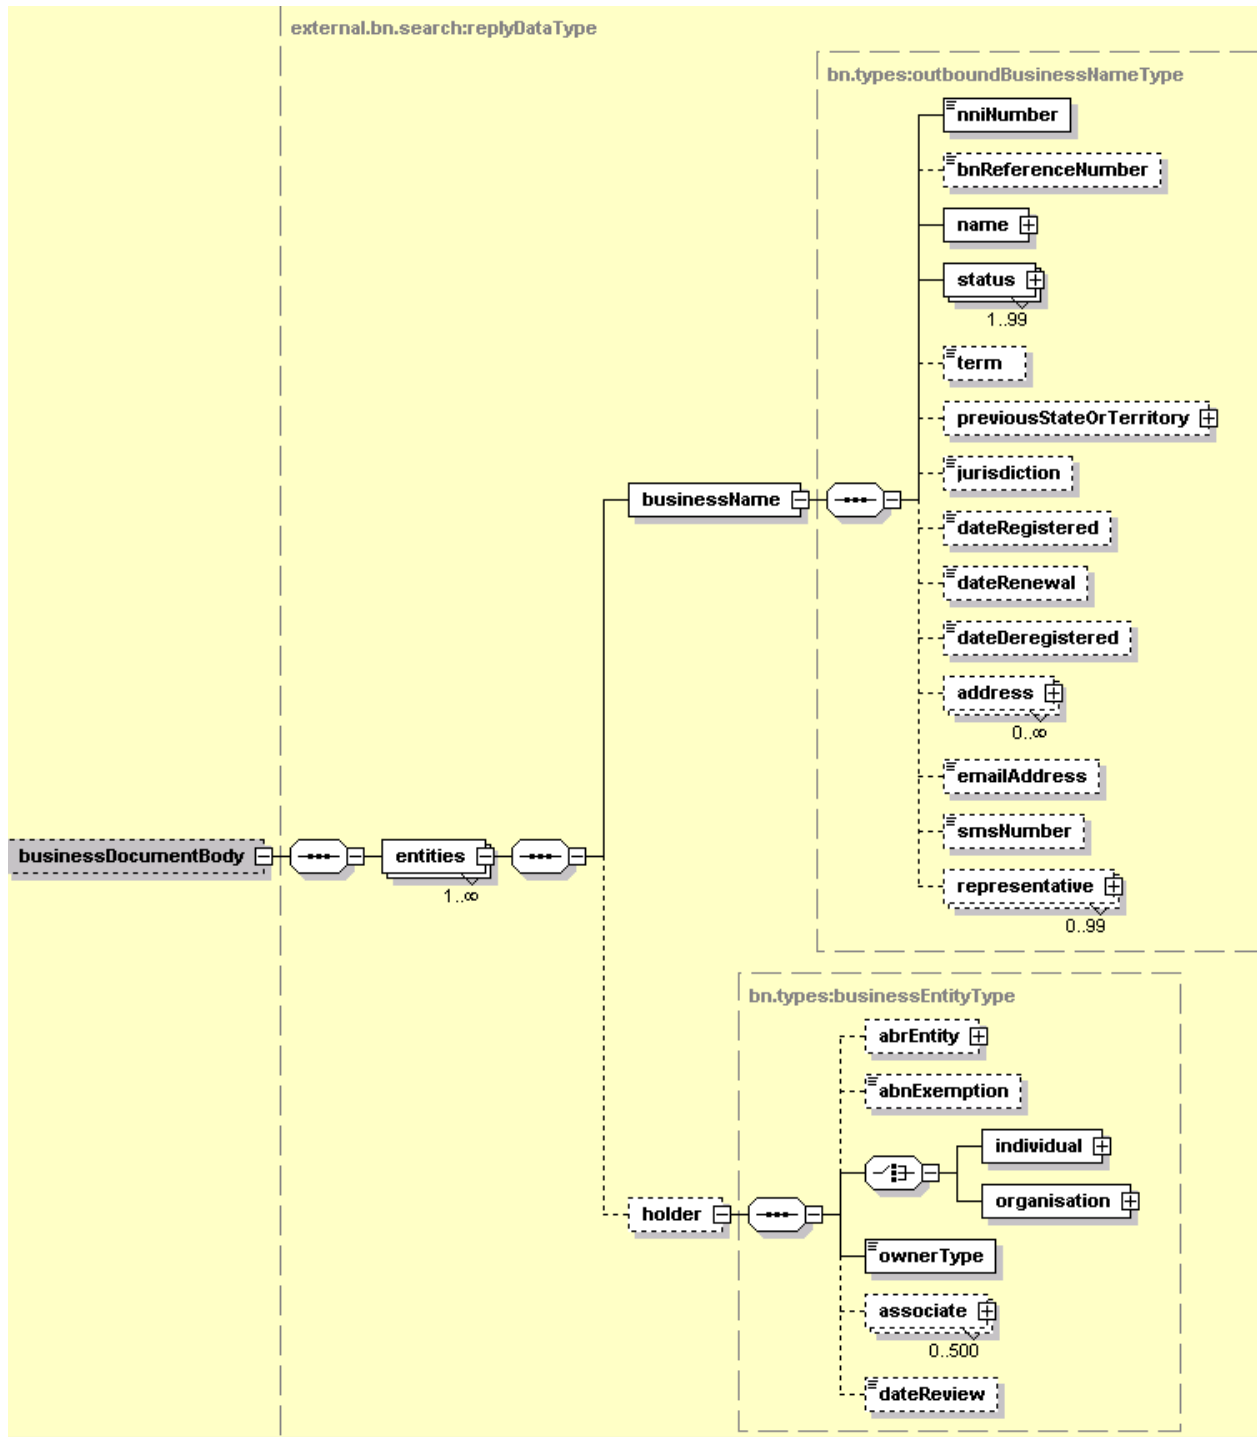 external.bn.search:replyDataType
bn.types:outboundBusinessNameType
nniNumber
bnReferenceNumber
name
status
1..99
term
previousStateOrTerritory
jurisdiction
businessName
dateRegistered
dateRenewal
dateDeregistered
address
0..∞
emailAddress
smsNumber
businessDocumentBody
entities
1..∞
representative
0..99
bn.types:businessEntityType
abrEntity
abnExemption
individual
organisation
holder
ownerType
associate
0..500
dateReview